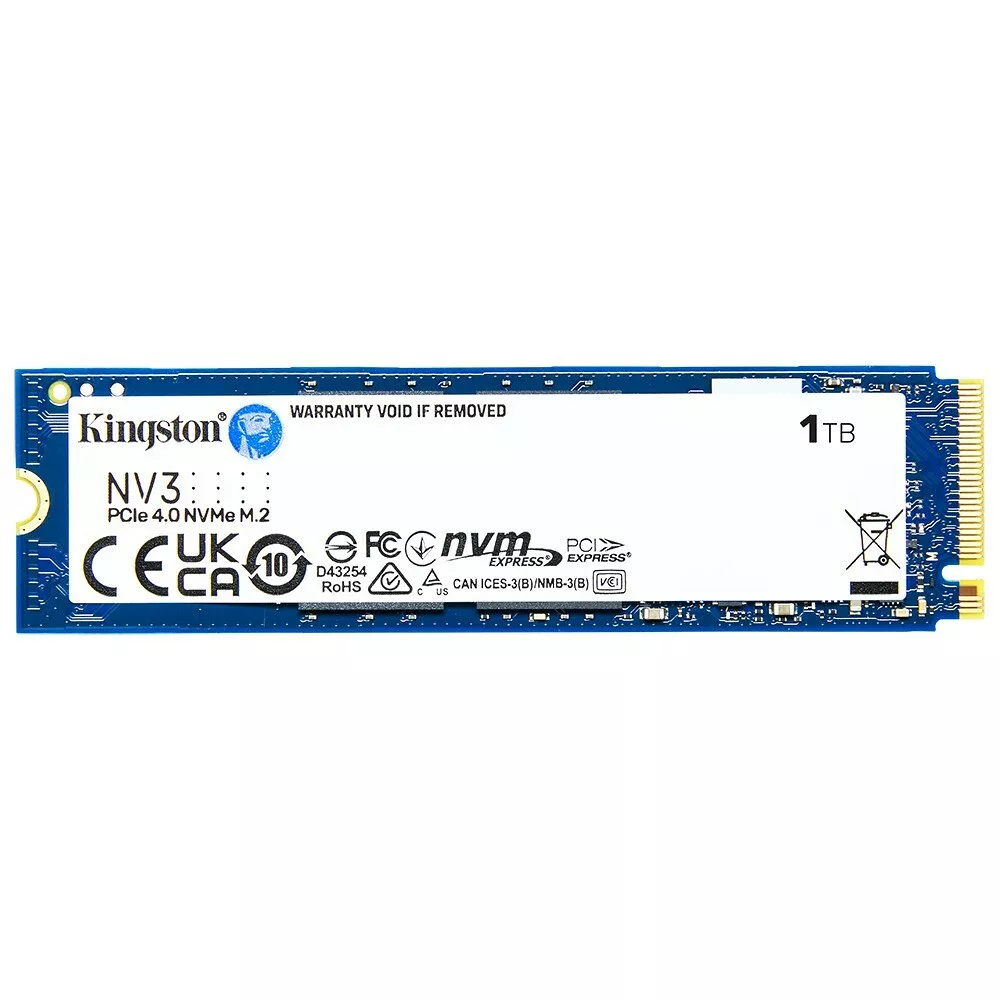 Kingston®
WARRANTY VOID IF REMOVED
1TB
NV3
PCIe 4.0 NVMe M.2
CE
UK
CA
10
D43254
RoHS
FC
nvm
EXPRESS®
PCI
EXPRESS®
C US
CAN ICES-3(B)/NMB-3(B)
VCI
M